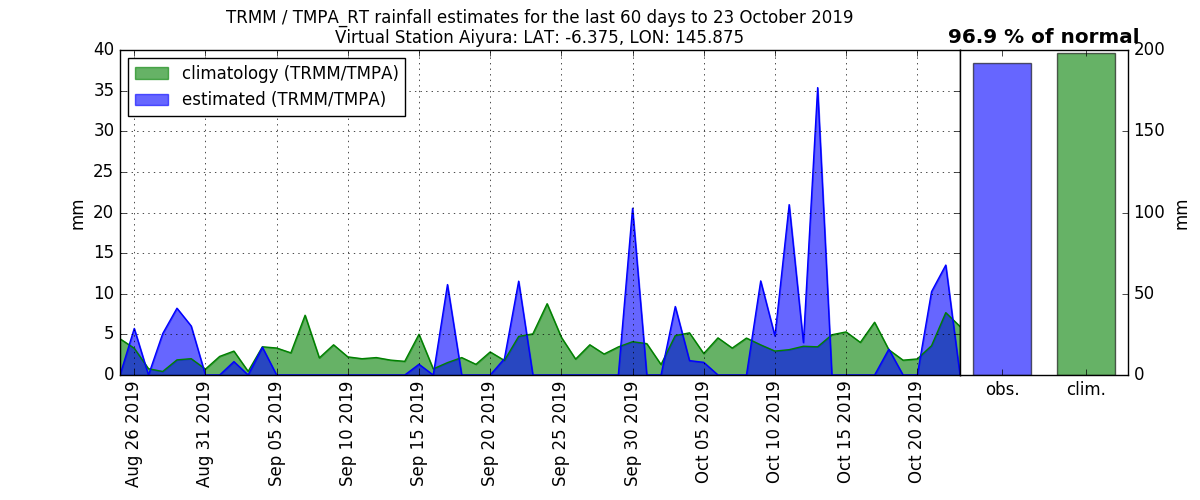 TRMM / TMPA_RT rainfall estimates for the last 60 days to 23 October 2019
Virtual Station Aiyura: LAT: -6.375, LON: 145.875
96.9 % of normal
climatology (TRMM/TMPA)
estimated (TRMM/TMPA)
40
35
30
25
20
15
10
5
0
mm
200
150
100
50
0
mm
obs.
clim.
Aug 26 2019
Aug 31 2019
Sep 05 2019
Sep 10 2019
Sep 15 2019
Sep 20 2019
Sep 25 2019
Sep 30 2019
Oct 05 2019
Oct 10 2019
Oct 15 2019
Oct 20 2019